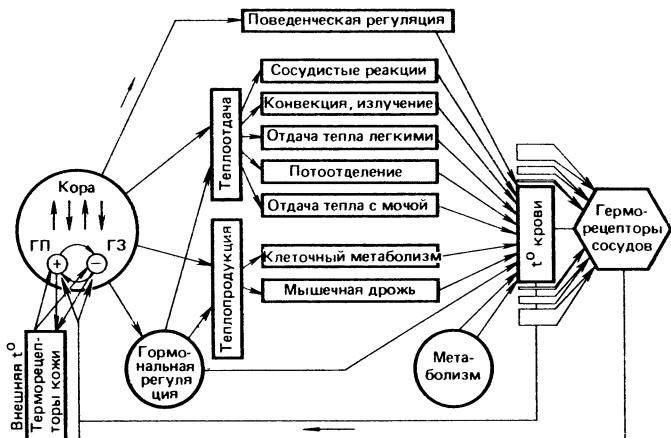 Поведенческая регуляция
Сосудистые реакции
Конвекция, излучение
Отдача тепла легкими
Потоотделение
Отдача тепла с мочой
Клеточный метаболизм
Мышечная дрожь
Теплоотдача
Теплопродукция
Кора
ГП
ГЗ
+
−
Гормо-
нальная регуля
ция
Мета-
болизм
t° крови
Гермо-
рецепторы
сосудов
Внешняя t°
Терморецеп-
торы кожи